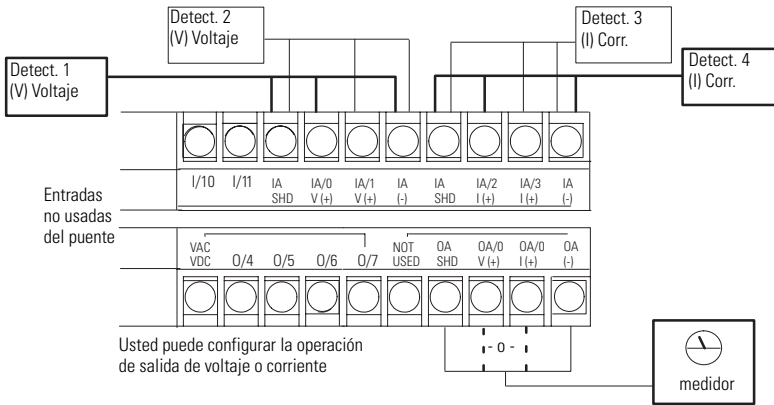 Detect. 2
(V) Voltaje
Detect. 3
(I) Corr.
Detect. 1
(V) Voltaje
Detect. 4
(I) Corr.
Entradas
no usadas
del puente
I/10 I/11 IA SHD IA/0 V (+) IA/1 V (+) IA (-) IA SHD IA/2 I (+) IA/3 I (+) IA (-)
VAC VDC O/4 O/5 O/6 O/7 NOT USED OA SHD OA/0 V (+) OA/0 I (+) OA (-)
Usted puede configurar la operación
de salida de voltaje o corriente
- o -
medidor